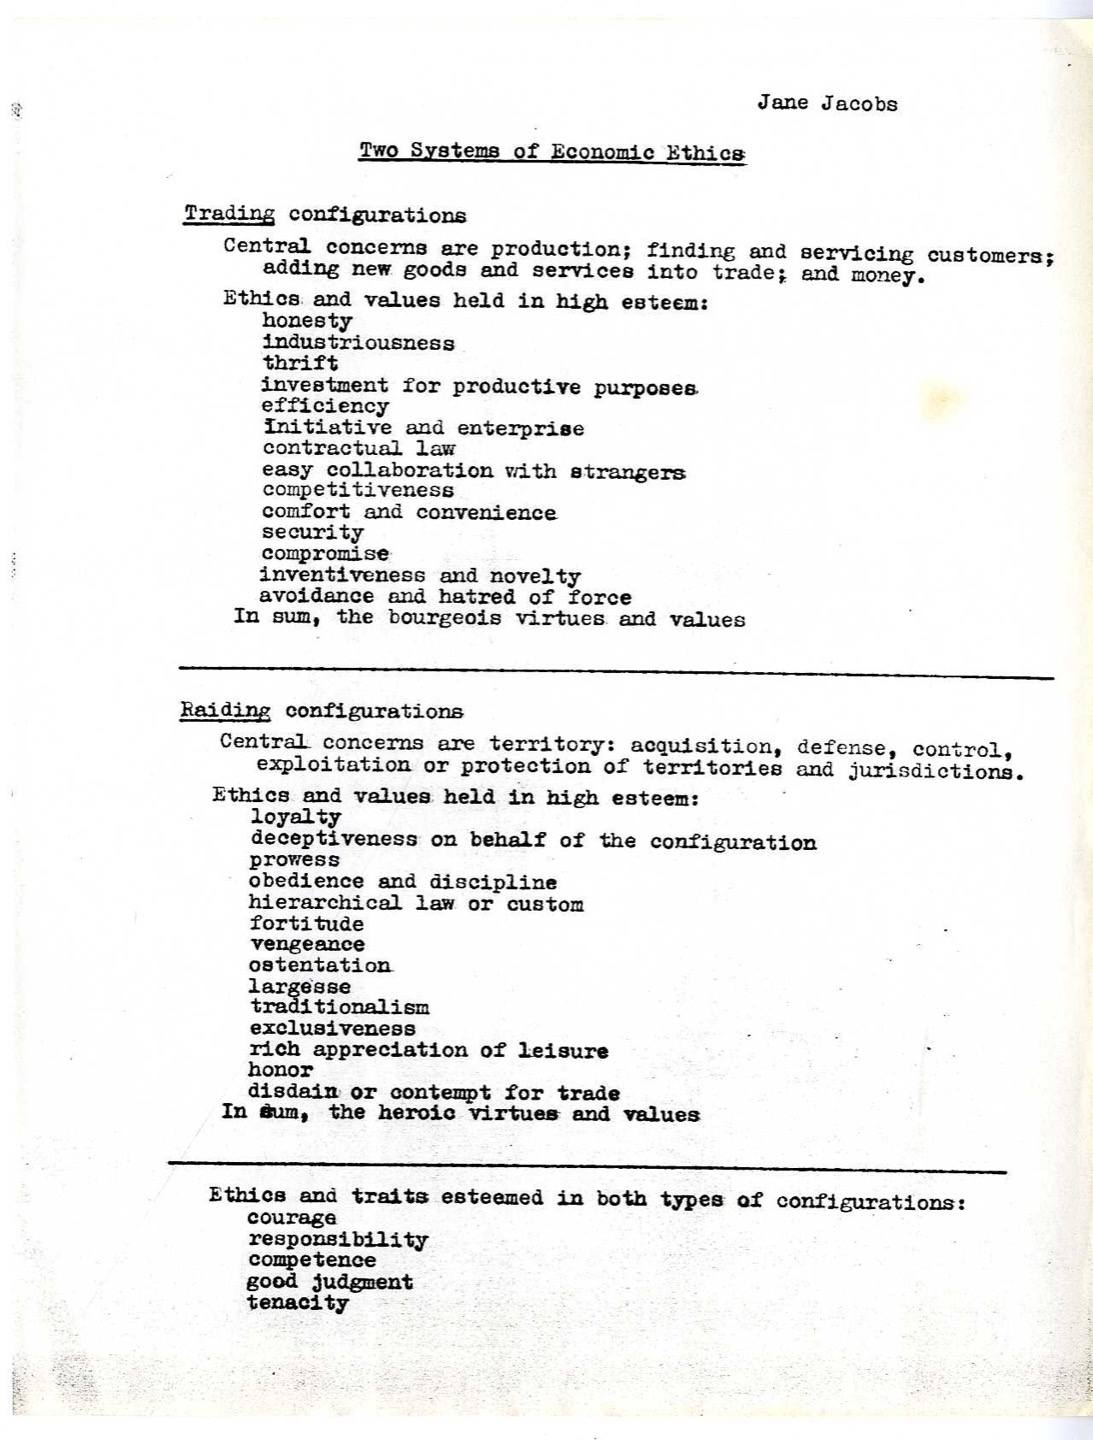 Jane Jacobs
Two Systems of Economic Ethics
Trading configurations
Central concerns are production; finding and servicing customers;
adding new goods and services into trade; and money.
Ethics and values held in high esteem:
honesty
industriousness
thrift
investment for productive purposes
efficiency
Initiative and enterprise
contractual law
easy collaboration with strangers
competitiveness
comfort and convenience
security
compromise
inventiveness and novelty
avoidance and hatred of force
In sum, the bourgeois virtues and values
Raiding configurations
Central concerns are territory: acquisition, defense, control,
exploitation or protection of territories and jurisdictions.
Ethics and values held in high esteem:
loyalty
deceptiveness on behalf of the configuration
prowess
obedience and discipline
hierarchical law or custom
fortitude
vengeance
ostentation
largesse
traditionalism
exclusiveness
rich appreciation of leisure
honor
disdain or contempt for trade
In sum, the heroic virtues and values
Ethics and traits esteemed in both types of configurations:
courage
responsibility
competence
good judgment
tenacity